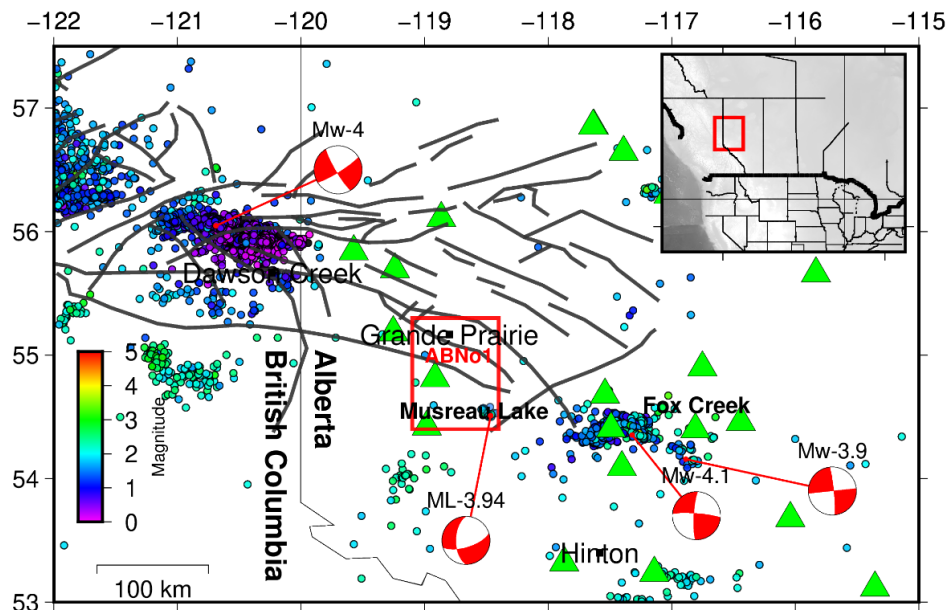 −122 −121 −120 −119 −118 −117 −116 −115
57
56
55
54
53
Mw-4
Dawson Creek
Grande Prairie
ABNo1
Musreau Lake
Fox Creek
Mw-3.9
Mw-4.1
ML-3.94
Hinton
British Columbia
Alberta
5
4
3
2
1
0
Magnitude
100 km